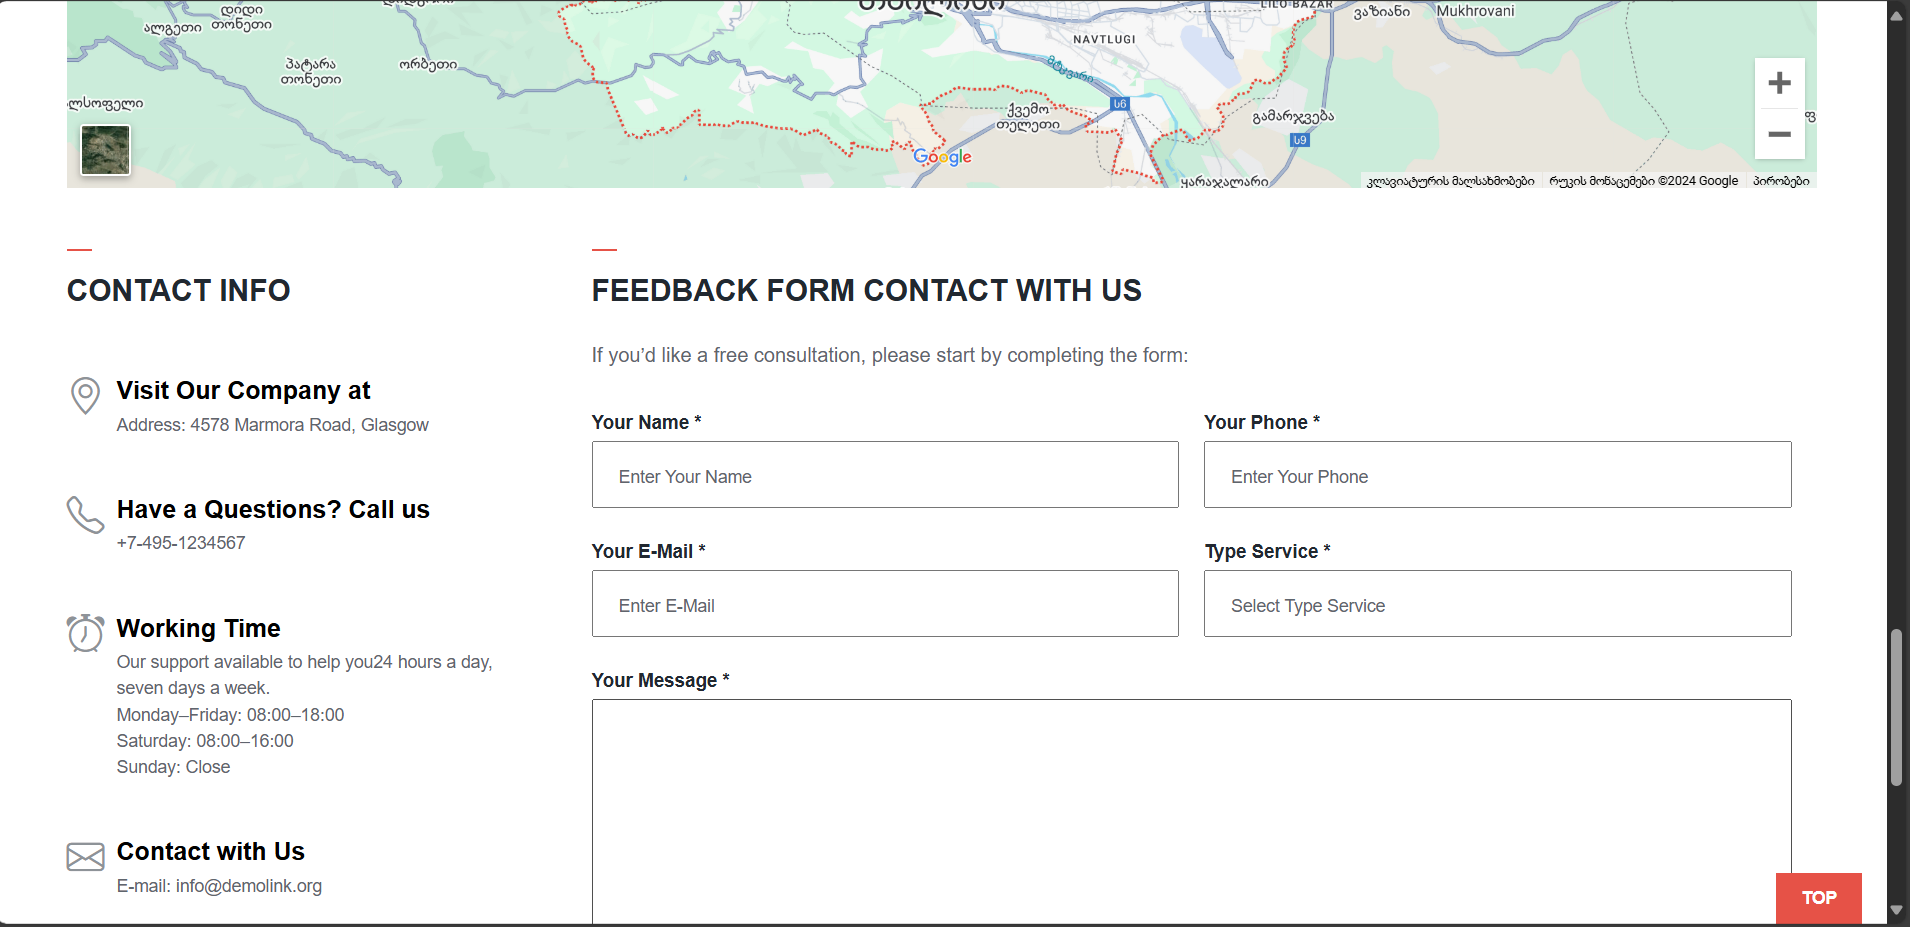 დიდი
თონეთი
ალგეთი
LILO BAZAR
ვაზიანი
Mukhrovani
NAVTLUGI
პატარა
თონეთი
ორბეთი
მტკვარი
ს6
ქვემო
თელეთი
გამარჯვება
ს9
Google
ყარაჯალარი
კლავიატურის მალსახმობები
რუკის მონაცემები ©2024 Google
პირობები
CONTACT INFO
Visit Our Company at
Address: 4578 Marmora Road, Glasgow
Have a Questions? Call us
+7-495-1234567
Working Time
Our support available to help you24 hours a day,
seven days a week.
Monday–Friday: 08:00–18:00
Saturday: 08:00–16:00
Sunday: Close
Contact with Us
E-mail: info@demolink.org
FEEDBACK FORM CONTACT WITH US
If you’d like a free consultation, please start by completing the form:
Your Name *
Enter Your Name
Your Phone *
Enter Your Phone
Your E-Mail *
Enter E-Mail
Type Service *
Select Type Service
Your Message *
TOP